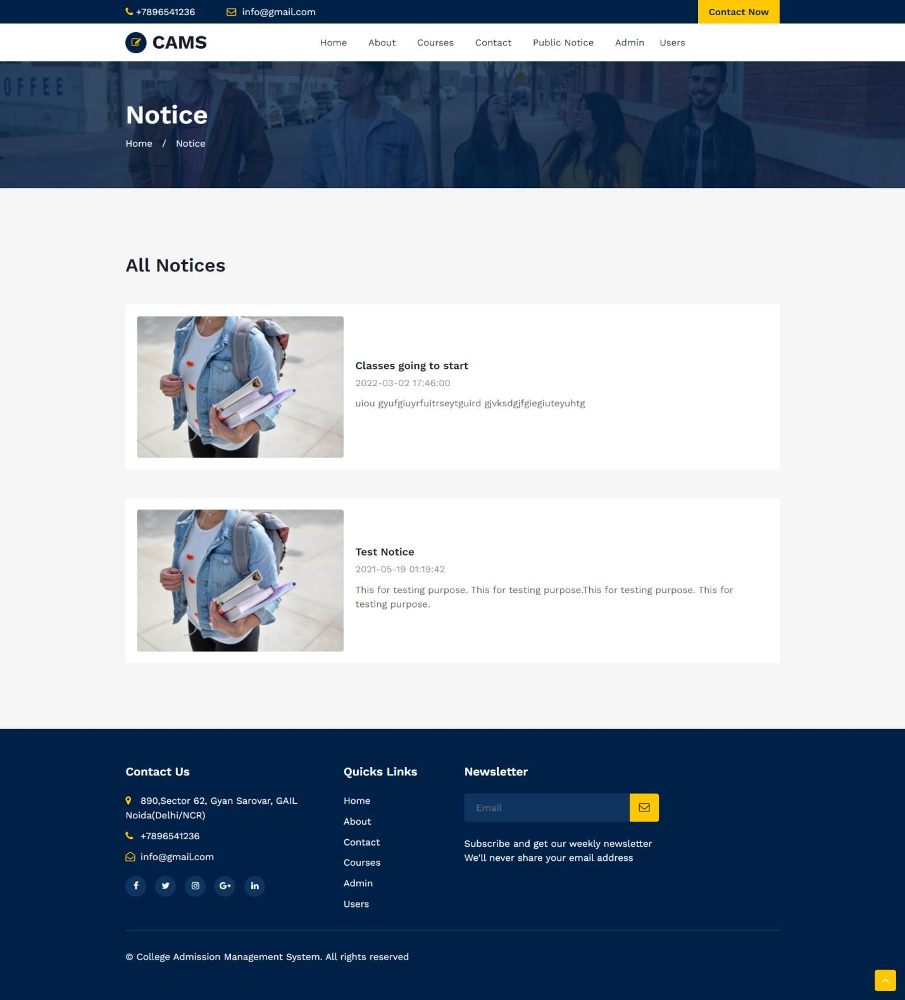 +7896541236 info@gmail.com Contact Now
CAMS Home About Courses Contact Public Notice Admin Users
OFFEE
Notice
Home / Notice
All Notices
Classes going to start
2022-03-02 17:46:00
uiou gyufgiuyrfuitrseytguird gjvksdgjfgiegiuteyuhtg
Test Notice
2021-05-19 01:19:42
This for testing purpose. This for testing purpose.This for testing purpose. This for
testing purpose.
Contact Us
890,Sector 62, Gyan Sarovar, GAIL
Noida(Delhi/NCR)
+7896541236
info@gmail.com
Quicks Links
Home
About
Contact
Courses
Admin
Users
Newsletter
Email
Subscribe and get our weekly newsletter
We'll never share your email address
© College Admission Management System. All rights reserved